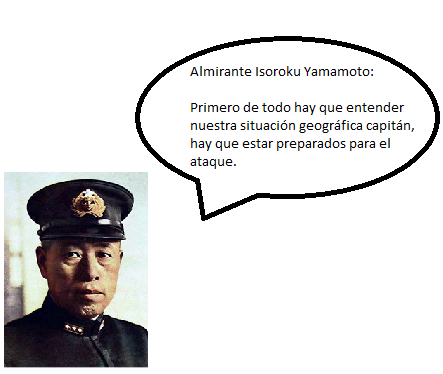 Almirante Isoroku Yamamoto:
Primero de todo hay que entender
nuestra situación geográfica capitán,
hay que estar preparados para el
ataque.